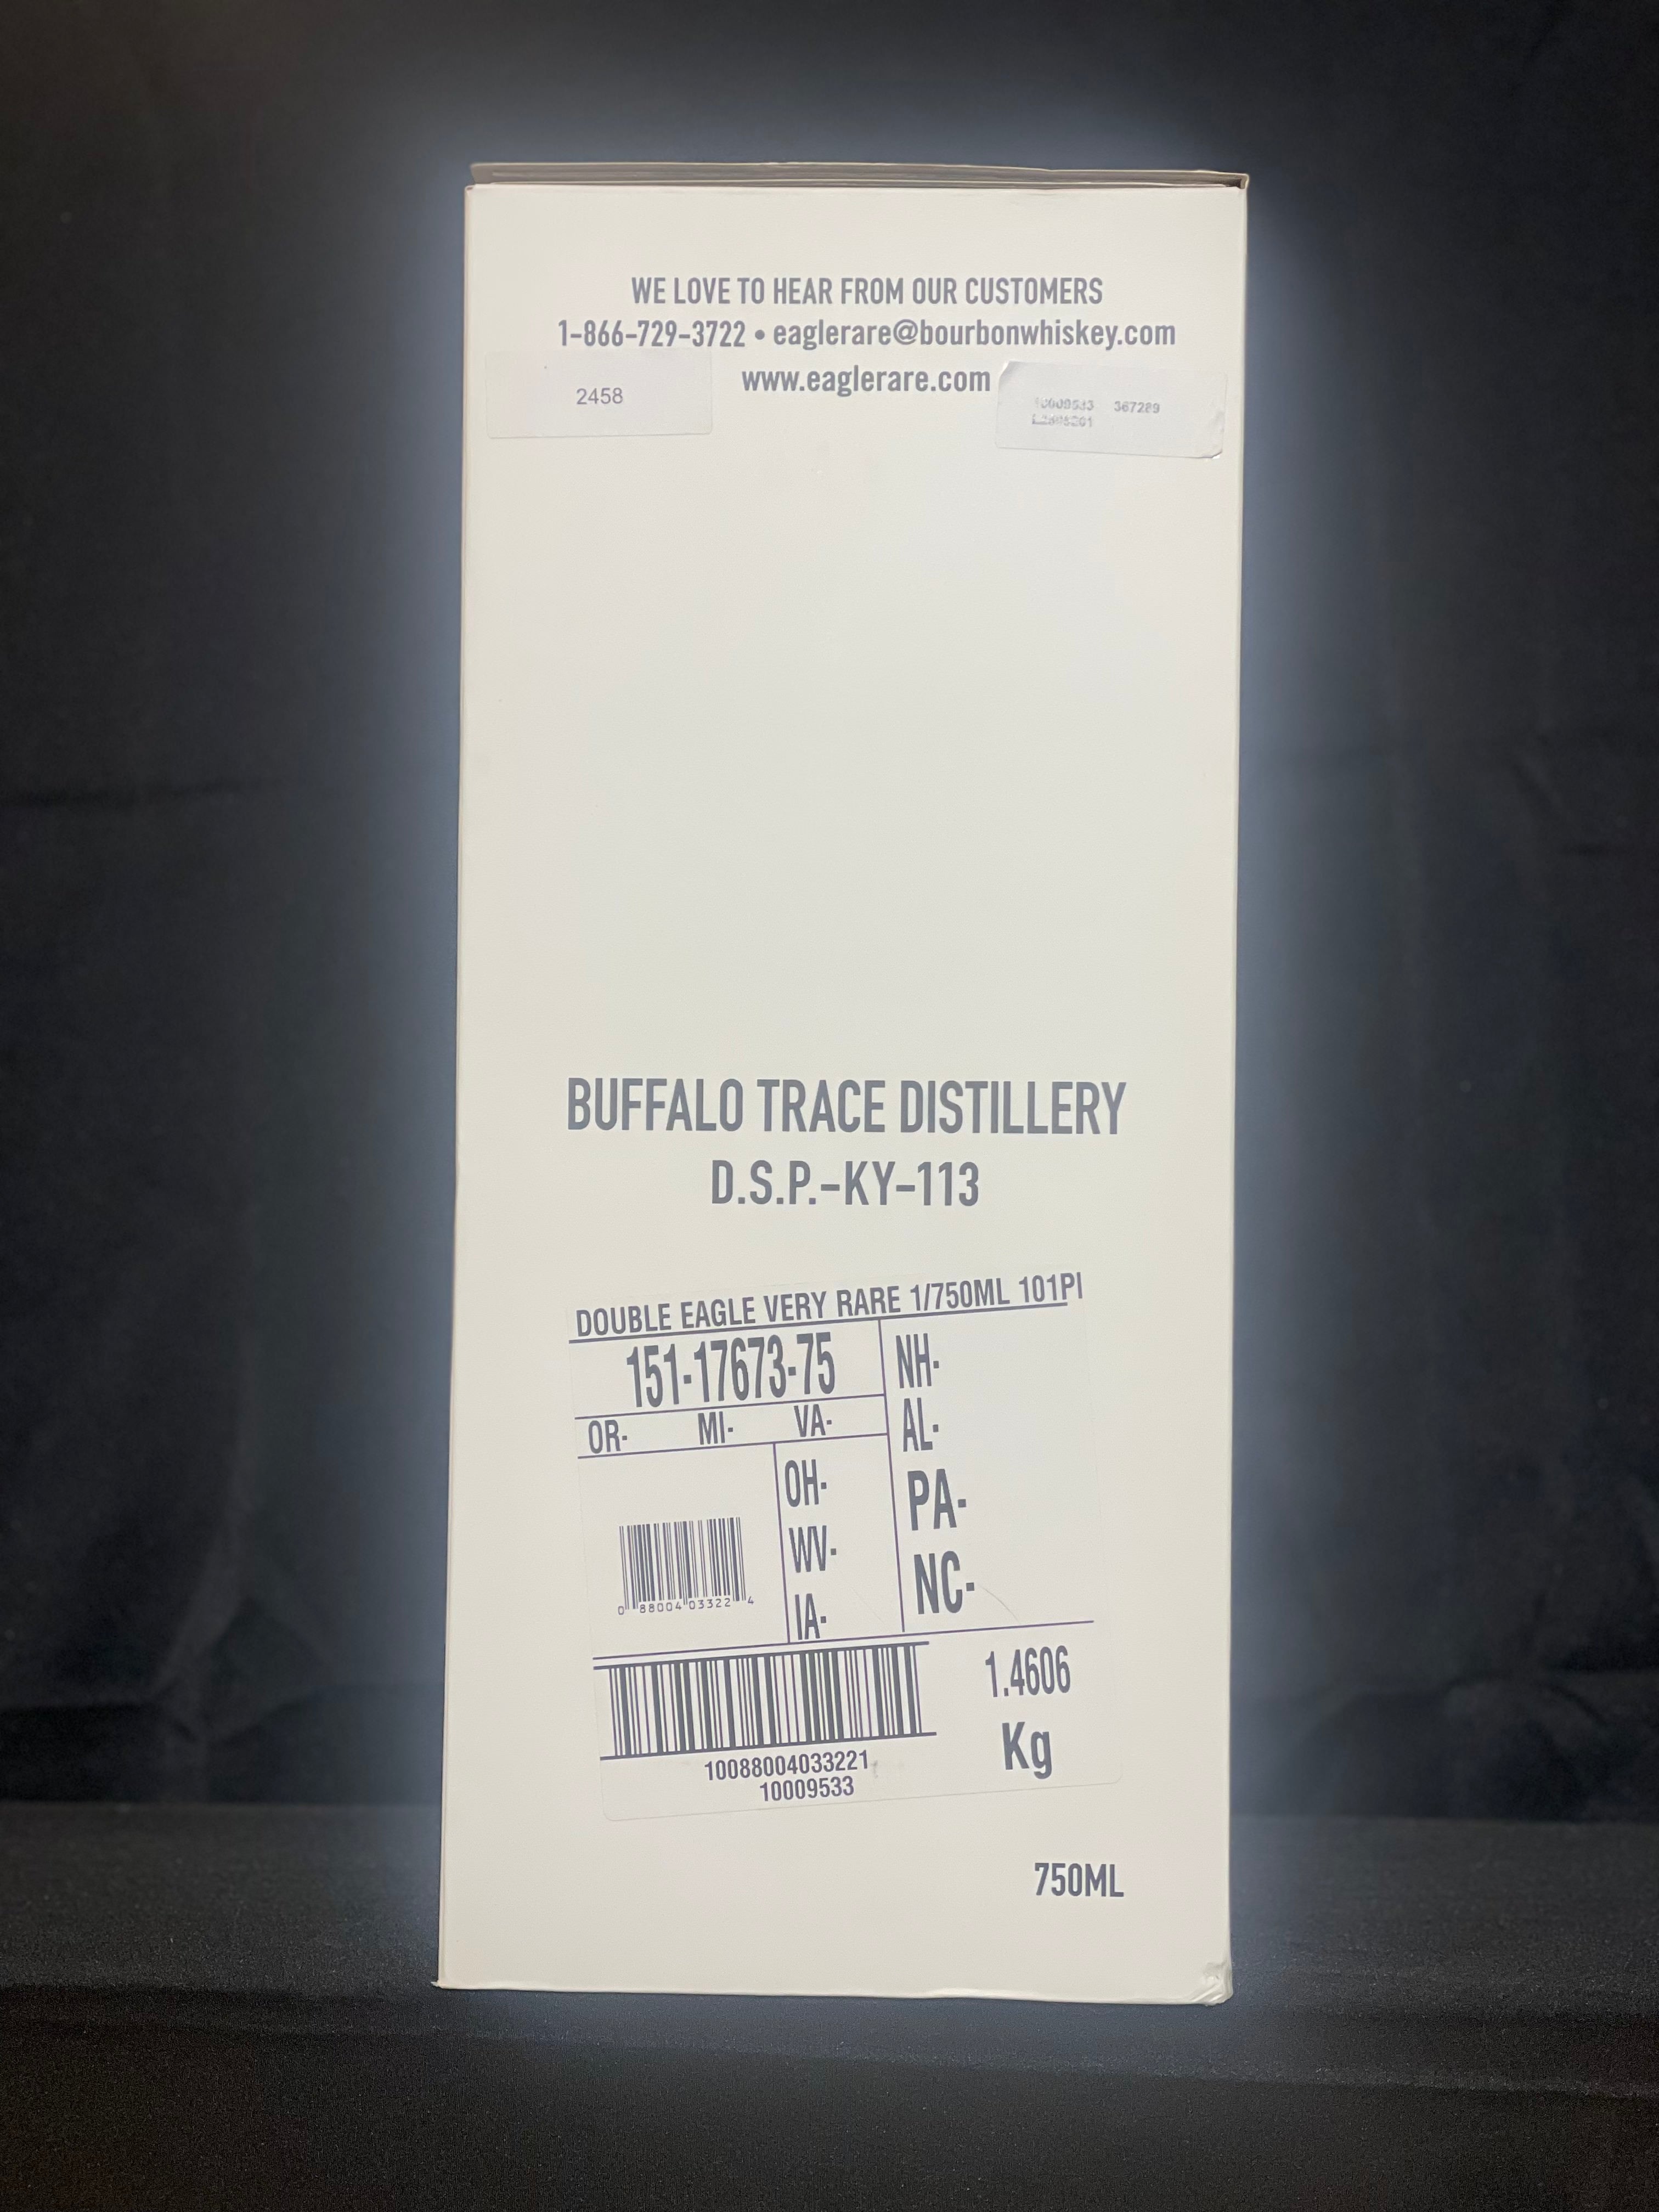 WE LOVE TO HEAR FROM OUR CUSTOMERS
1-866-729-3722 • eaglerare@bourbonwhiskey.com
www.eaglerare.com
2458
367289
BUFFALO TRACE DISTILLERY
D.S.P.-KY-113
DOUBLE EAGLE VERY RARE 1/750ML 101P
151-17673-75
OR- MI- VA-
NH-
AL-
PA-
NC-
OH-
WV-
IA-
0 88004 03322 4
1.4606
Kg
10088004033221
10009533
750ML